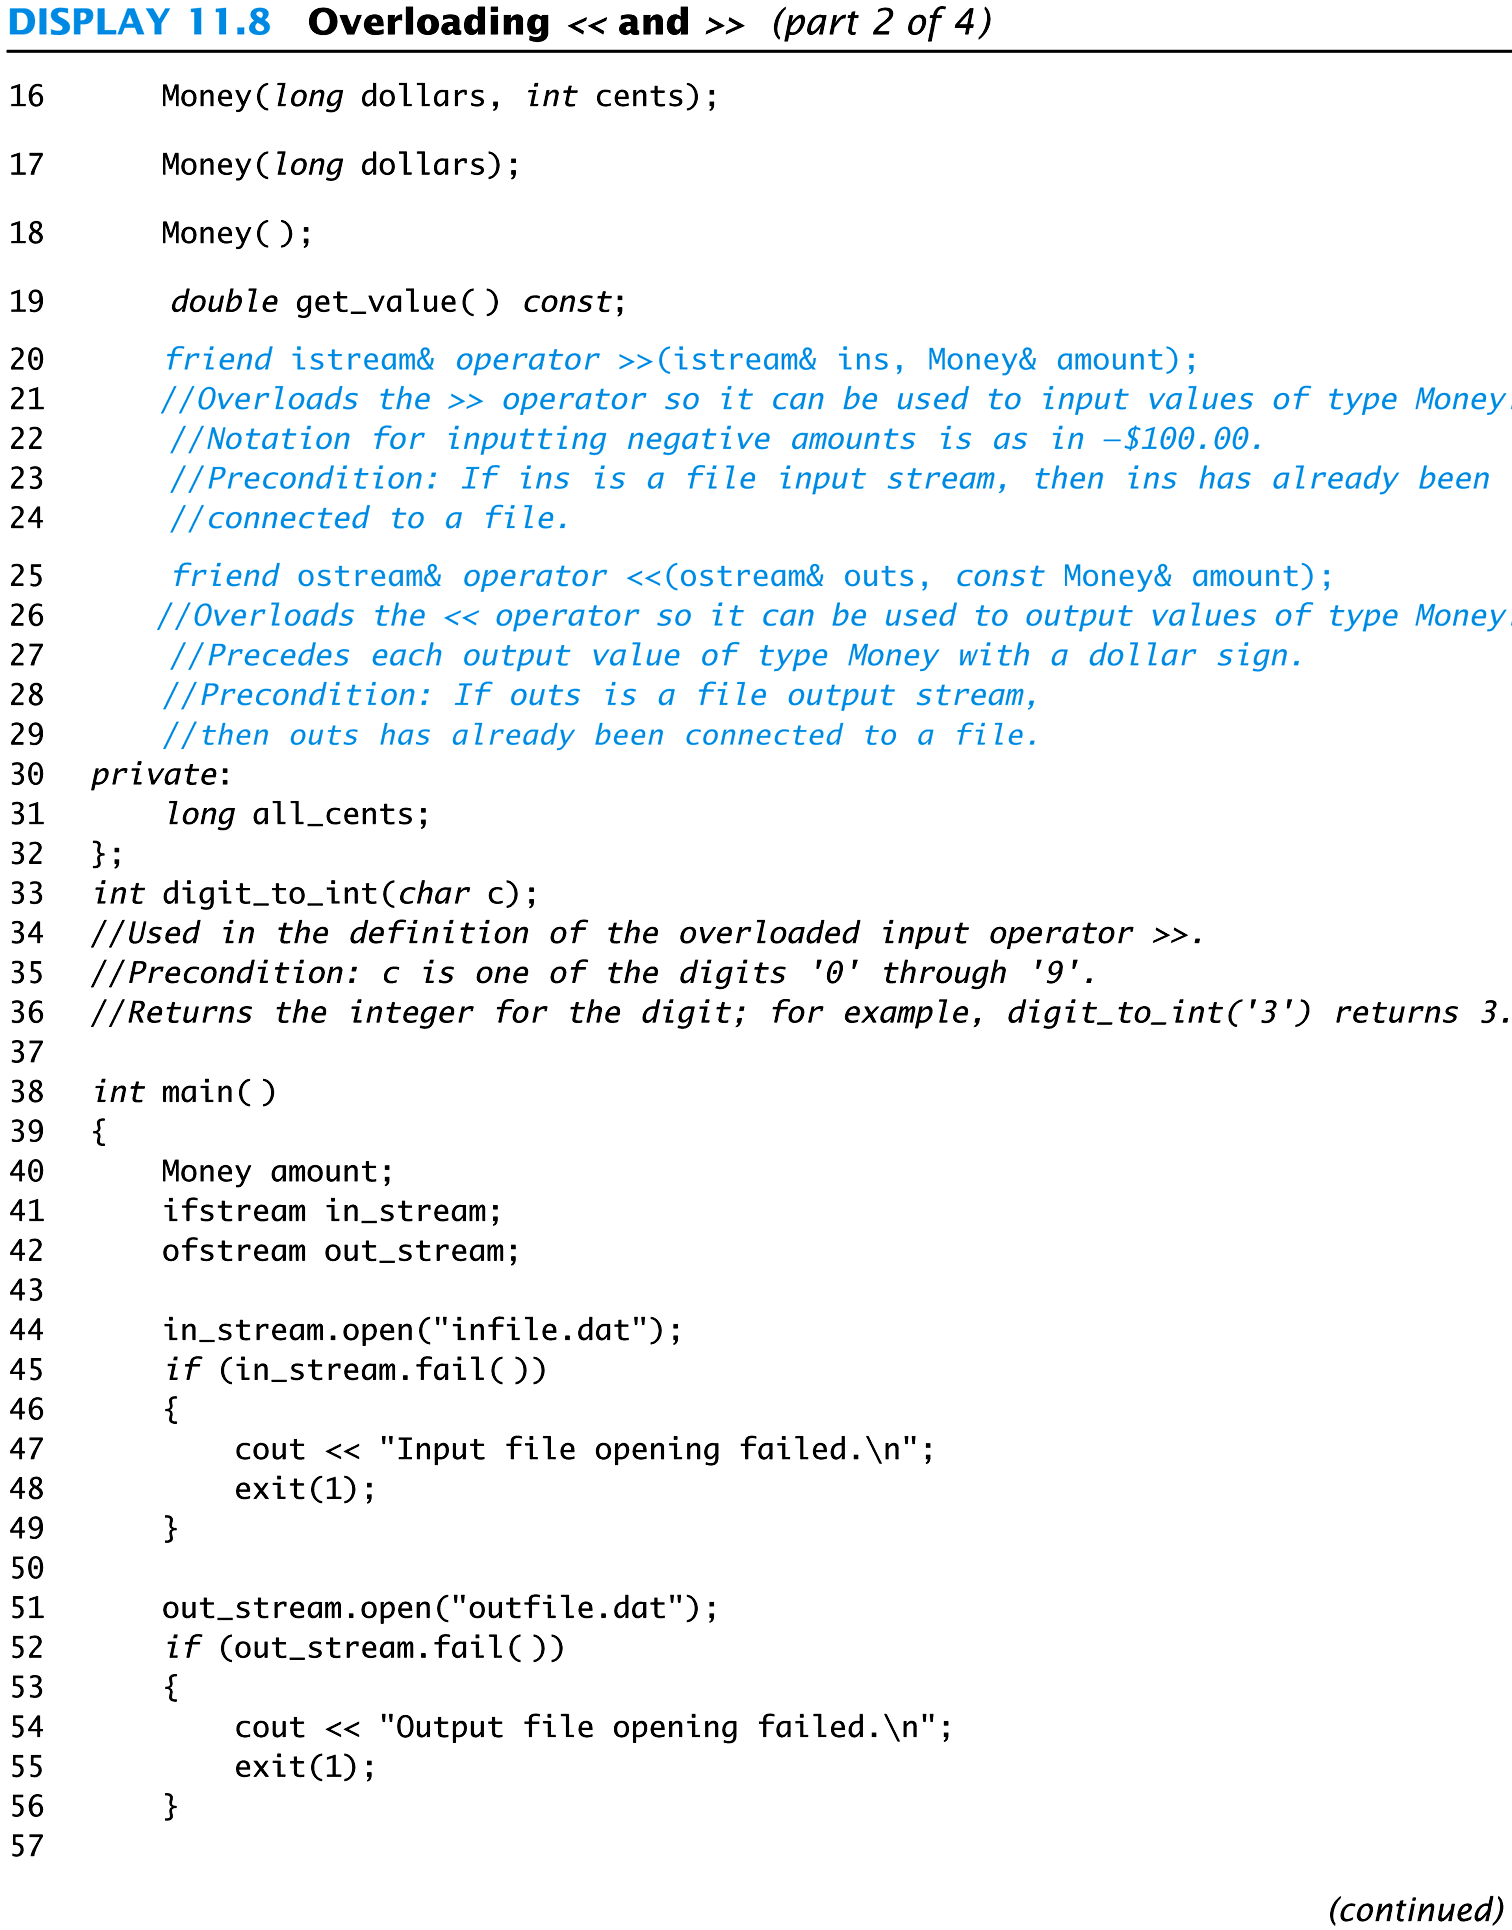 DISPLAY 11.8 Overloading << and >> (part 2 of 4)
16 Money(long dollars, int cents);
17 Money(long dollars);
18 Money( );
19 double get_value( ) const;
20 friend istream& operator >>(istream& ins, Money& amount);
21 //Overloads the >> operator so it can be used to input values of type Money.
22 //Notation for inputting negative amounts is as in –$100.00.
23 //Precondition: If ins is a file input stream, then ins has already been
24 //connected to a file.
25 friend ostream& operator <<(ostream& outs, const Money& amount);
26 //Overloads the << operator so it can be used to output values of type Money.
27 //Precedes each output value of type Money with a dollar sign.
28 //Precondition: If outs is a file output stream,
29 //then outs has already been connected to a file.
30 private:
31 long all_cents;
32 };
33 int digit_to_int(char c);
34 //Used in the definition of the overloaded input operator >>.
35 //Precondition: c is one of the digits '0' through '9'.
36 //Returns the integer for the digit; for example, digit_to_int('3') returns 3.
37
38 int main( )
39 {
40 Money amount;
41 ifstream in_stream;
42 ofstream out_stream;
43
44 in_stream.open("infile.dat");
45 if (in_stream.fail( ))
46 {
47 cout << "Input file opening failed.\n";
48 exit(1);
49 }
50
51 out_stream.open("outfile.dat");
52 if (out_stream.fail( ))
53 {
54 cout << "Output file opening failed.\n";
55 exit(1);
56 }
57
(continued)